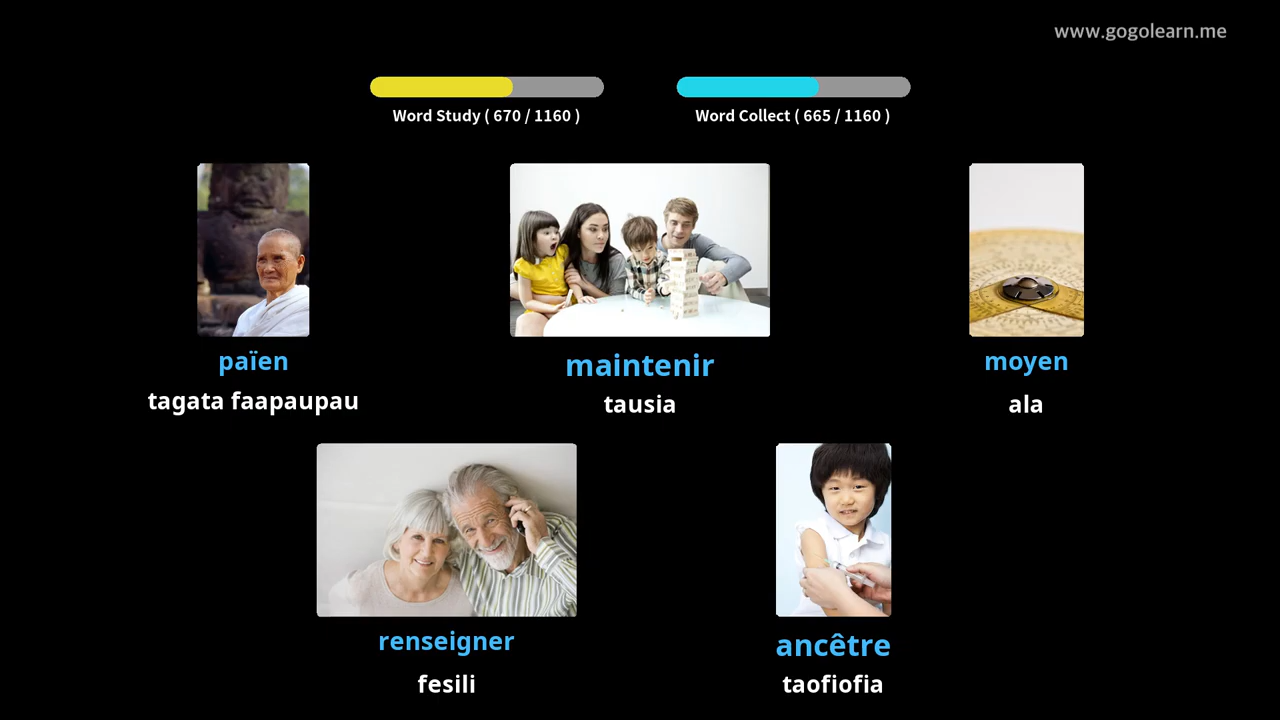 www.gogolearn.me
Word Study ( 670 / 1160 )
Word Collect ( 665 / 1160 )
païen
maintenir
moyen
tagata faapaupau
tausia
ala
renseigner
ancêtre
fesili
taofiofia